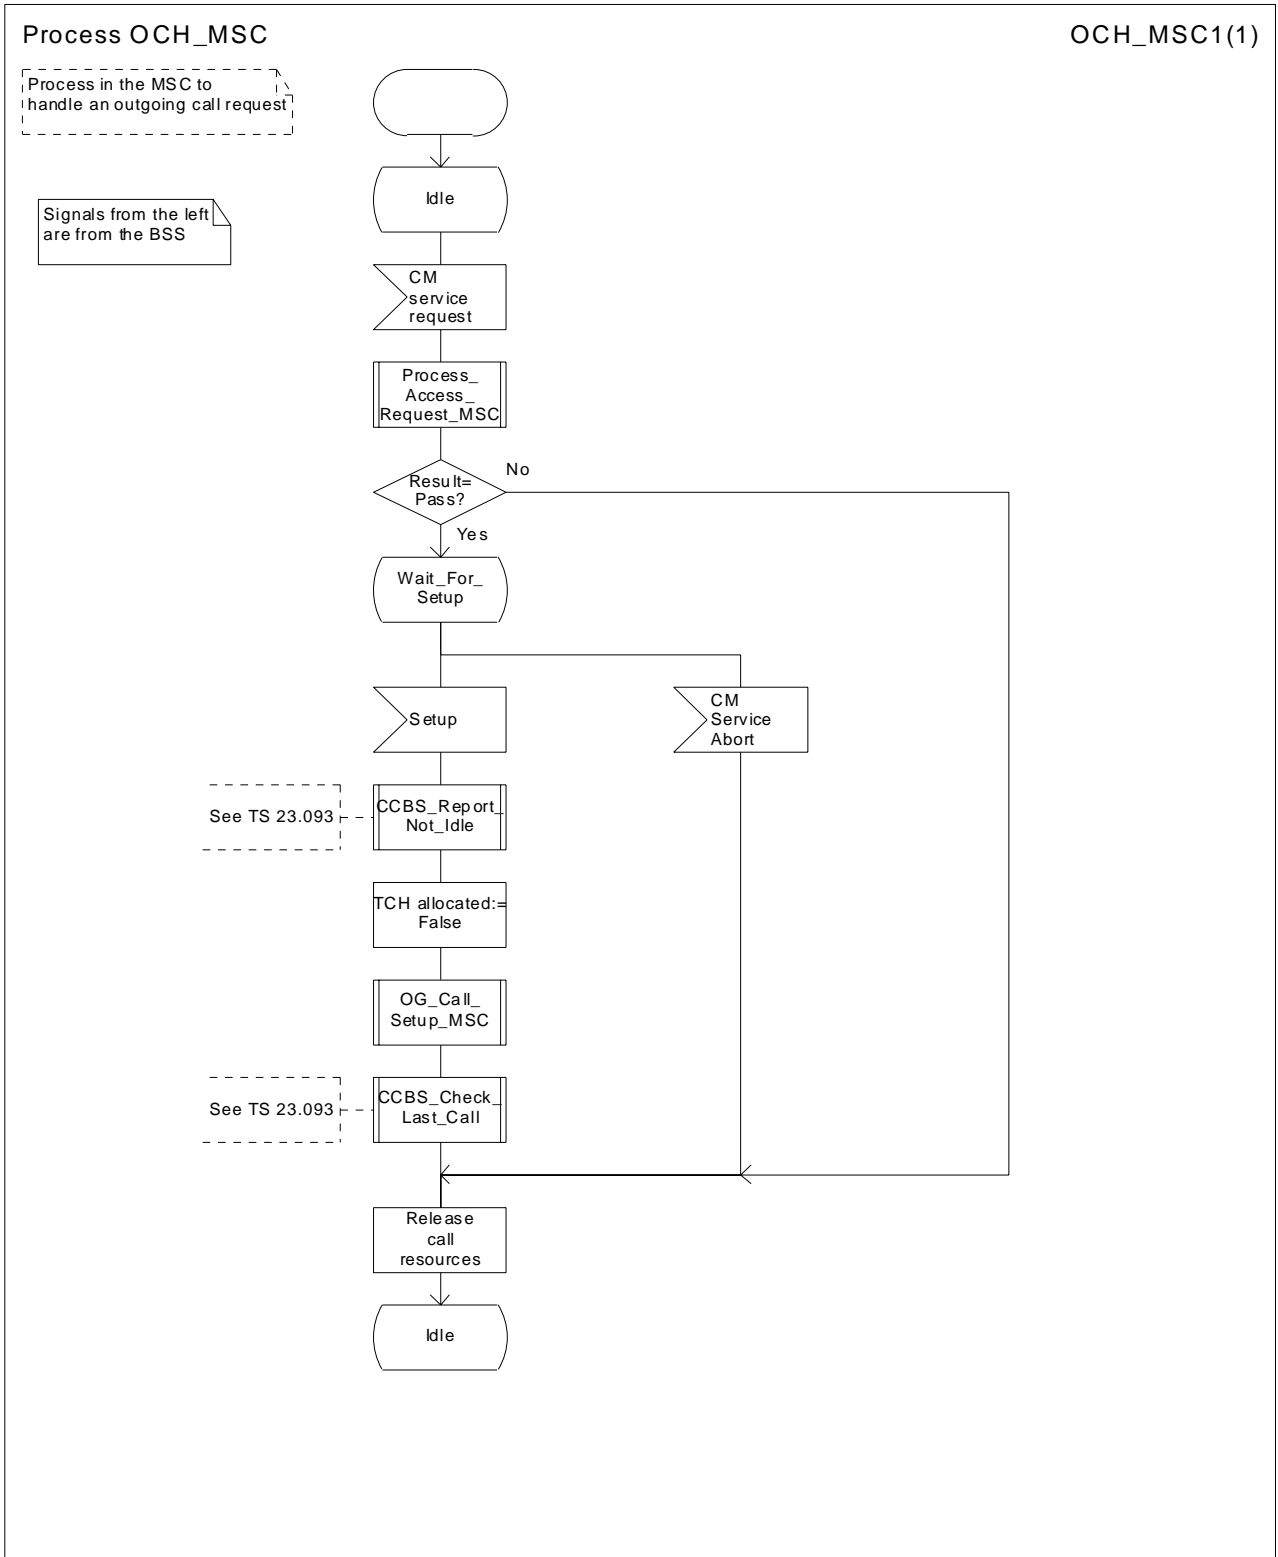 Process OCH_MSC
OCH_MSC1(1)
Process in the MSC to
handle an outgoing call request
Signals from the left
are from the BSS
Idle
CM
service
request
Process_
Access_
Request_MSC
Result=
Pass?
No
Yes
Wait_For_
Setup
Setup
CM
Service
Abort
See TS 23.093
CCBS_Report_
Not_Idle
TCH allocated:=
False
OG_Call_
Setup_MSC
See TS 23.093
CCBS_Check_
Last_Call
Release
call
resources
Idle